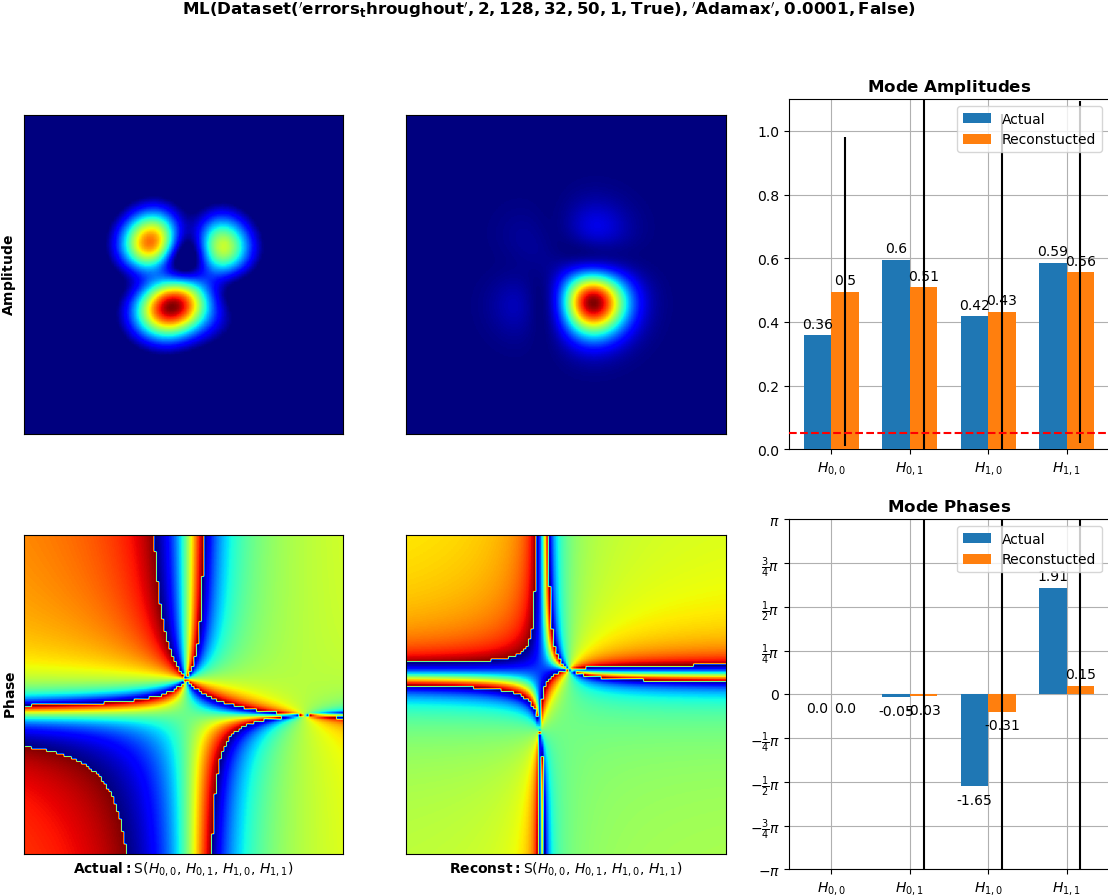 ML(Dataset('errors_throughout', 2, 128, 32, 50, 1, True), 'Adamax', 0.0001, False)
Amplitude
Mode Amplitudes
Actual
Reconstucted
1.0
0.8
0.6
0.4
0.2
0.0
0.36
0.5
0.6
0.51
0.42
0.43
0.59
0.56
H0,0
H0,1
H1,0
H1,1
Phase
Actual: S(H0,0, H0,1, H1,0, H1,1)
Reconst: S(H0,0, H0,1, H1,0, H1,1)
Mode Phases
Actual
Reconstucted
π
3/4π
1/2π
1/4π
0
−1/4π
−1/2π
−3/4π
−π
0.0
0.0
-0.05
-0.03
-1.65
-0.31
1.91
0.15
H0,0
H0,1
H1,0
H1,1